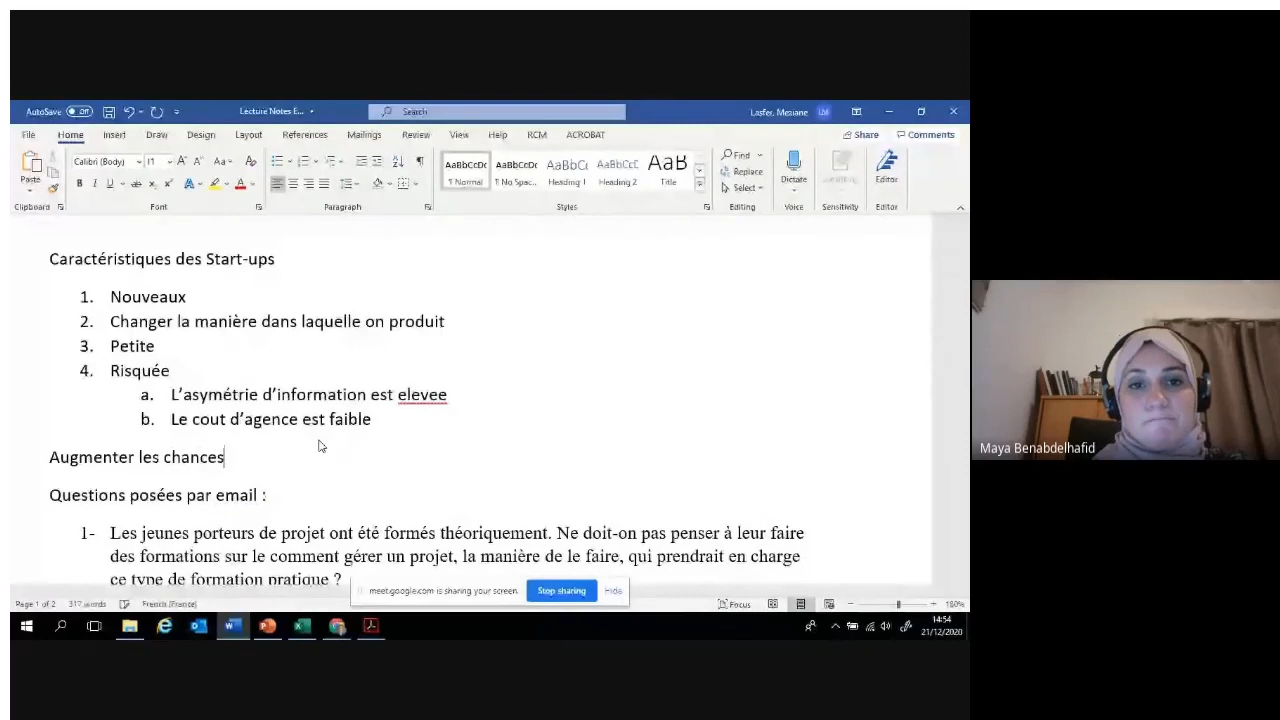 AutoSave Off Lecture Notes E... Search Lasfer, Meziane LM
File Home Insert Draw Design Layout References Mailings Review View Help RCM ACROBAT Share Comments
Calibri (Body) 11 A A Aa AaBbCcDc AaBbCcDc AaBbCc AaBbCcC AaB Find
Paste Replace Dictate Sensitivity Editor
B I U ab x x A A ¶ Normal ¶ No Spac... Heading 1 Heading 2 Title Select
Clipboard Font Paragraph Styles Editing Voice Sensitivity Editor
Caractéristiques des Start-ups
1. Nouveaux
2. Changer la manière dans laquelle on produit
3. Petite
4. Risquée
a. L’asymétrie d’information est elevee
b. Le cout d’agence est faible
Augmenter les chances
Questions posées par email :
1- Les jeunes porteurs de projet ont été formés théoriquement. Ne doit-on pas penser à leur faire
des formations sur le comment gérer un projet, la manière de le faire, qui prendrait en charge
ce type de formation pratique ?
meet.google.com is sharing your screen. Stop sharing Hide
Page 1 of 2 317 words French (France) Focus 180%
14:54
21/12/2020
Maya Benabdelhafid